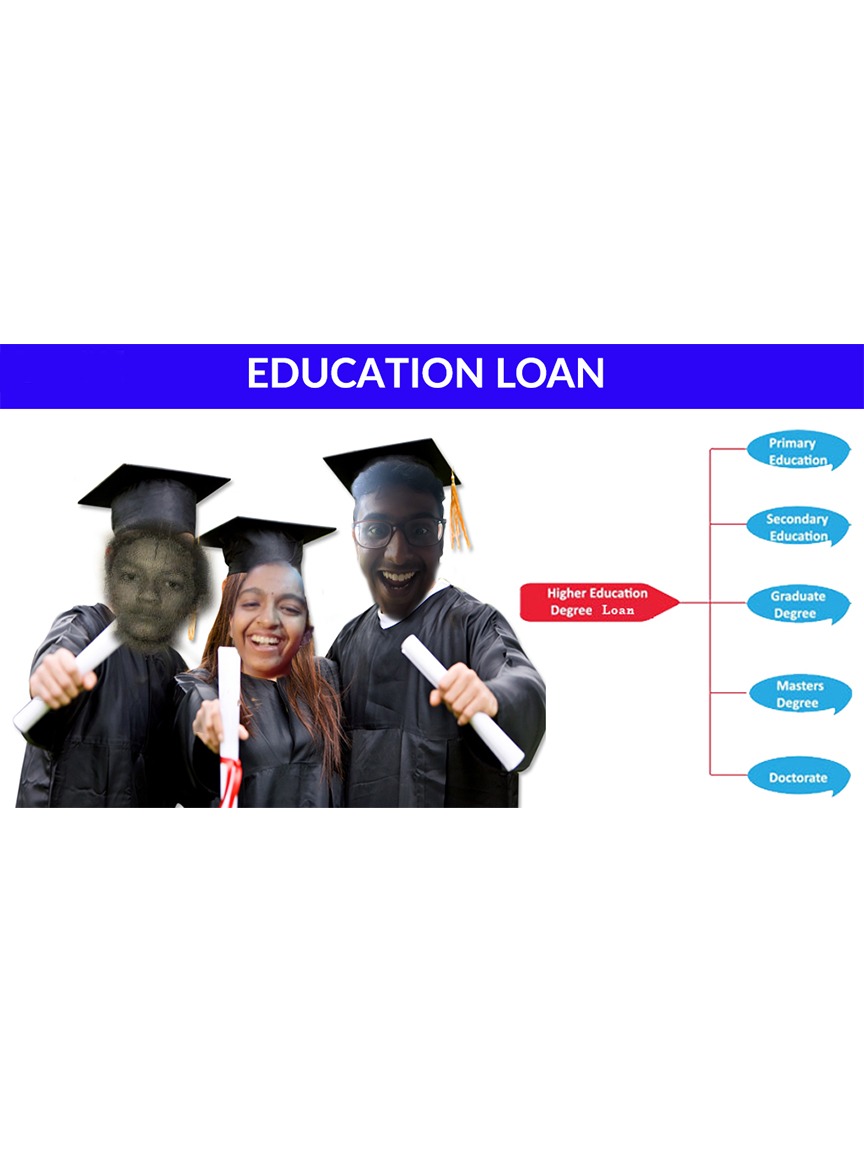 EDUCATION LOAN
Primary
Education
Secondary
Education
Higher Education
Degree Loan
Graduate
Degree
Masters
Degree
Doctorate